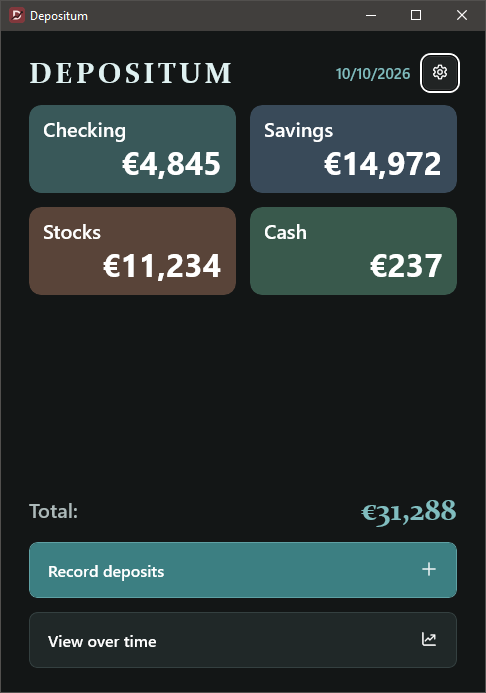 Depositum
DEPOSITUM
10/10/2026
Checking
€4,845
Savings
€14,972
Stocks
€11,234
Cash
€237
Total:
€31,288
Record deposits
View over time